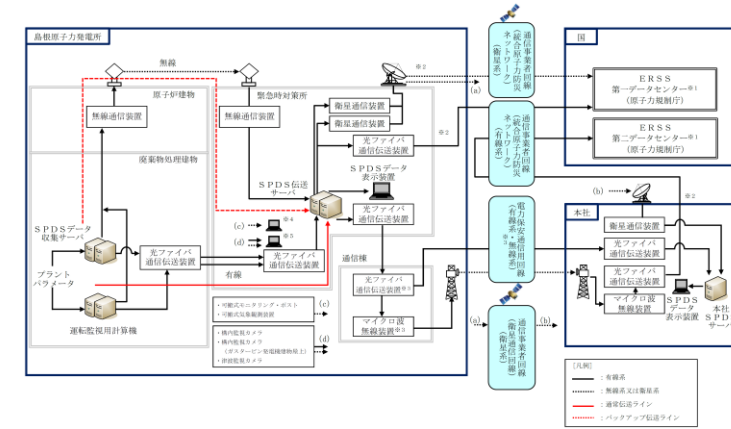 島根原子力発電所
無線
原子炉建物
無線通信装置
廃棄物処理建物
SPDSデータ
収集サーバ
プラント
パラメータ
運転監視用計算機
光ファイバ
通信伝送装置
有線
緊急時対策所
無線通信装置
衛星通信装置
衛星通信装置
光ファイバ
通信伝送装置
※2
※2
SPDS伝送
サーバ
SPDSデータ
表示装置
(c)
※4
(d)
※5
光ファイバ
通信伝送装置
光ファイバ
通信伝送装置
通信棟
光ファイバ
通信伝送装置※3
マイクロ波
無線装置※3
・可搬式モニタリング・ポスト
・可搬式気象観測装置
(c)
・構内監視カメラ
・構内監視カメラ
(ガスタービン発電機建物屋上)
・津波監視カメラ
(d)
(a)
通信事業者回線
(統合原子力防災
ネットワーク)
(衛星系)
通信事業者回線
(統合原子力防災
ネットワーク)
(有線系)
電力保安通信用回線
(有線系・無線系)
※3
(a)
通信事業者回線
(衛星通信回線)
(衛星系)
(b)
国
ERSS
第一データセンター※1
(原子力規制庁)
ERSS
第二データセンター※1
(原子力規制庁)
(b)
※2
本社
衛星通信装置
光ファイバ
通信伝送装置
光ファイバ
通信伝送装置
マイクロ波
無線装置
SPDS
データ
表示装置
本社
SPDS
サーバ
[凡例]
:有線系
:無線系又は衛星系
:通常伝送ライン
:バックアップ伝送ライン